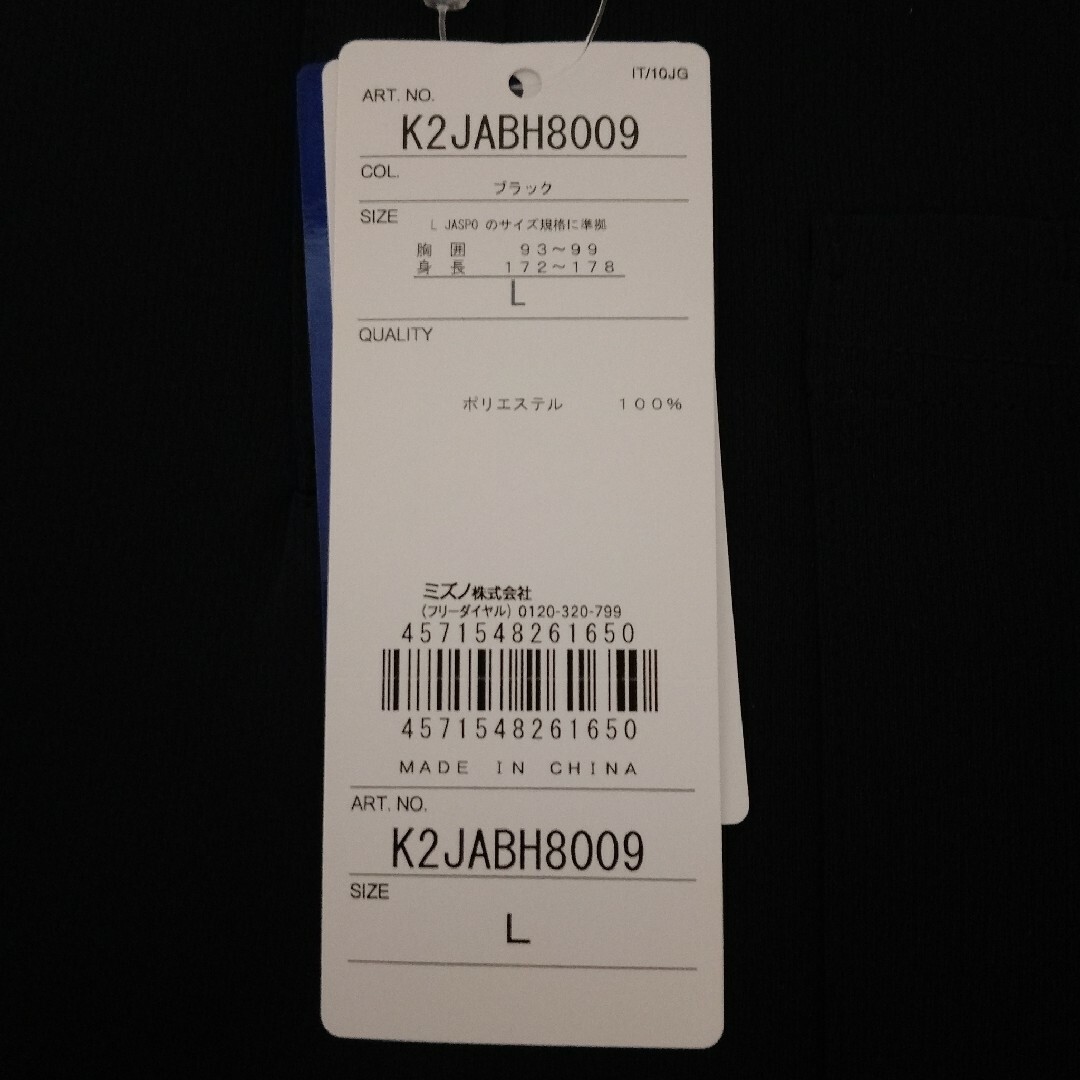 IT/10JG
ART. NO.
K2JABH8009
COL.
ブラック
SIZE
L JASPO のサイズ規格に準拠
胸 囲 93～99
身 長 172～178
L
QUALITY
ポリエステル 100%
ミズノ株式会社
(フリーダイヤル) 0120-320-799
4571548261650
4571548261650
MADE IN CHINA
ART. NO.
K2JABH8009
SIZE
L